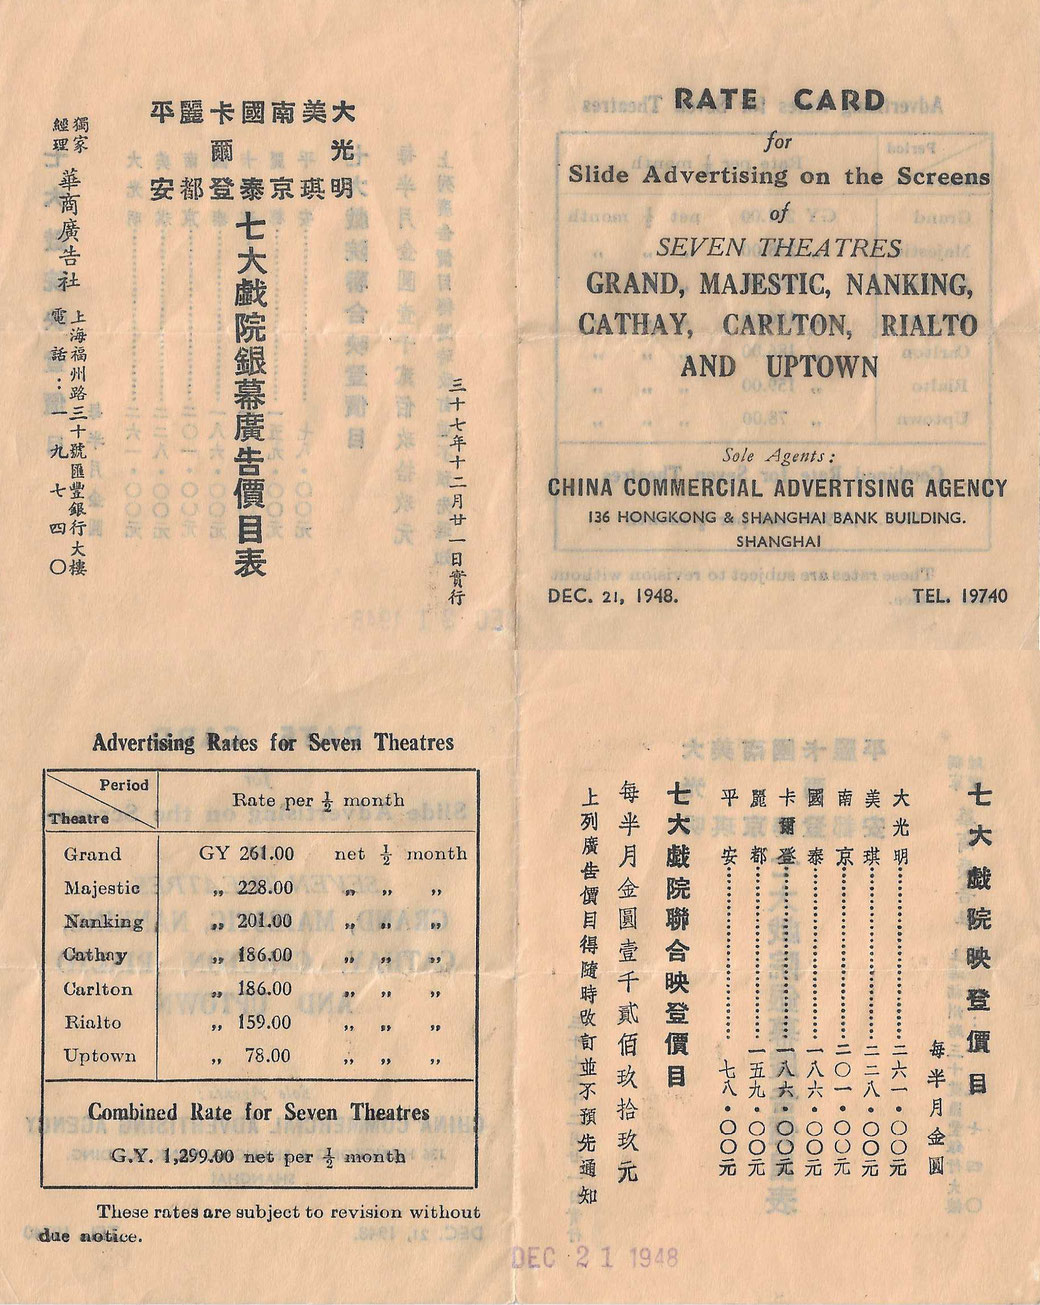 大光明
美琪
南京
國泰
卡爾登
麗都
平安
七大戲院銀幕廣告價目表
三十七年十二月廿一日實行
獨家經理 華商廣告社
上海福州路三十號匯豐銀行大樓
電話：一九七四〇
RATE CARD
for
Slide Advertising on the Screens
of
SEVEN THEATRES
GRAND, MAJESTIC, NANKING,
CATHAY, CARLTON, RIALTO
AND UPTOWN
Sole Agents:
CHINA COMMERCIAL ADVERTISING AGENCY
136 HONGKONG & SHANGHAI BANK BUILDING.
SHANGHAI
DEC. 21, 1948. TEL. 19740
Advertising Rates for Seven Theatres
Period
Theatre
Rate per ½ month
Grand GY 261.00 net ½ month
Majestic „ 228.00 „ „ „
Nanking „ 201.00 „ „ „
Cathay „ 186.00 „ „ „
Carlton „ 186.00 „ „ „
Rialto „ 159.00 „ „ „
Uptown „ 78.00 „ „ „
Combined Rate for Seven Theatres
G.Y. 1,299.00 net per ½ month
These rates are subject to revision without
due notice.
七大戲院映登價目
每半月金圓
大光明……二六一·〇〇元
美琪……二二八·〇〇元
南京……二〇一·〇〇元
國泰……一八六·〇〇元
卡爾登……一八六·〇〇元
麗都……一五九·〇〇元
平安……七八·〇〇元
七大戲院聯合映登價目
每半月金圓壹千貳佰玖拾玖元
上列廣告價目得隨時改訂並不預先通知
DEC 21 1948